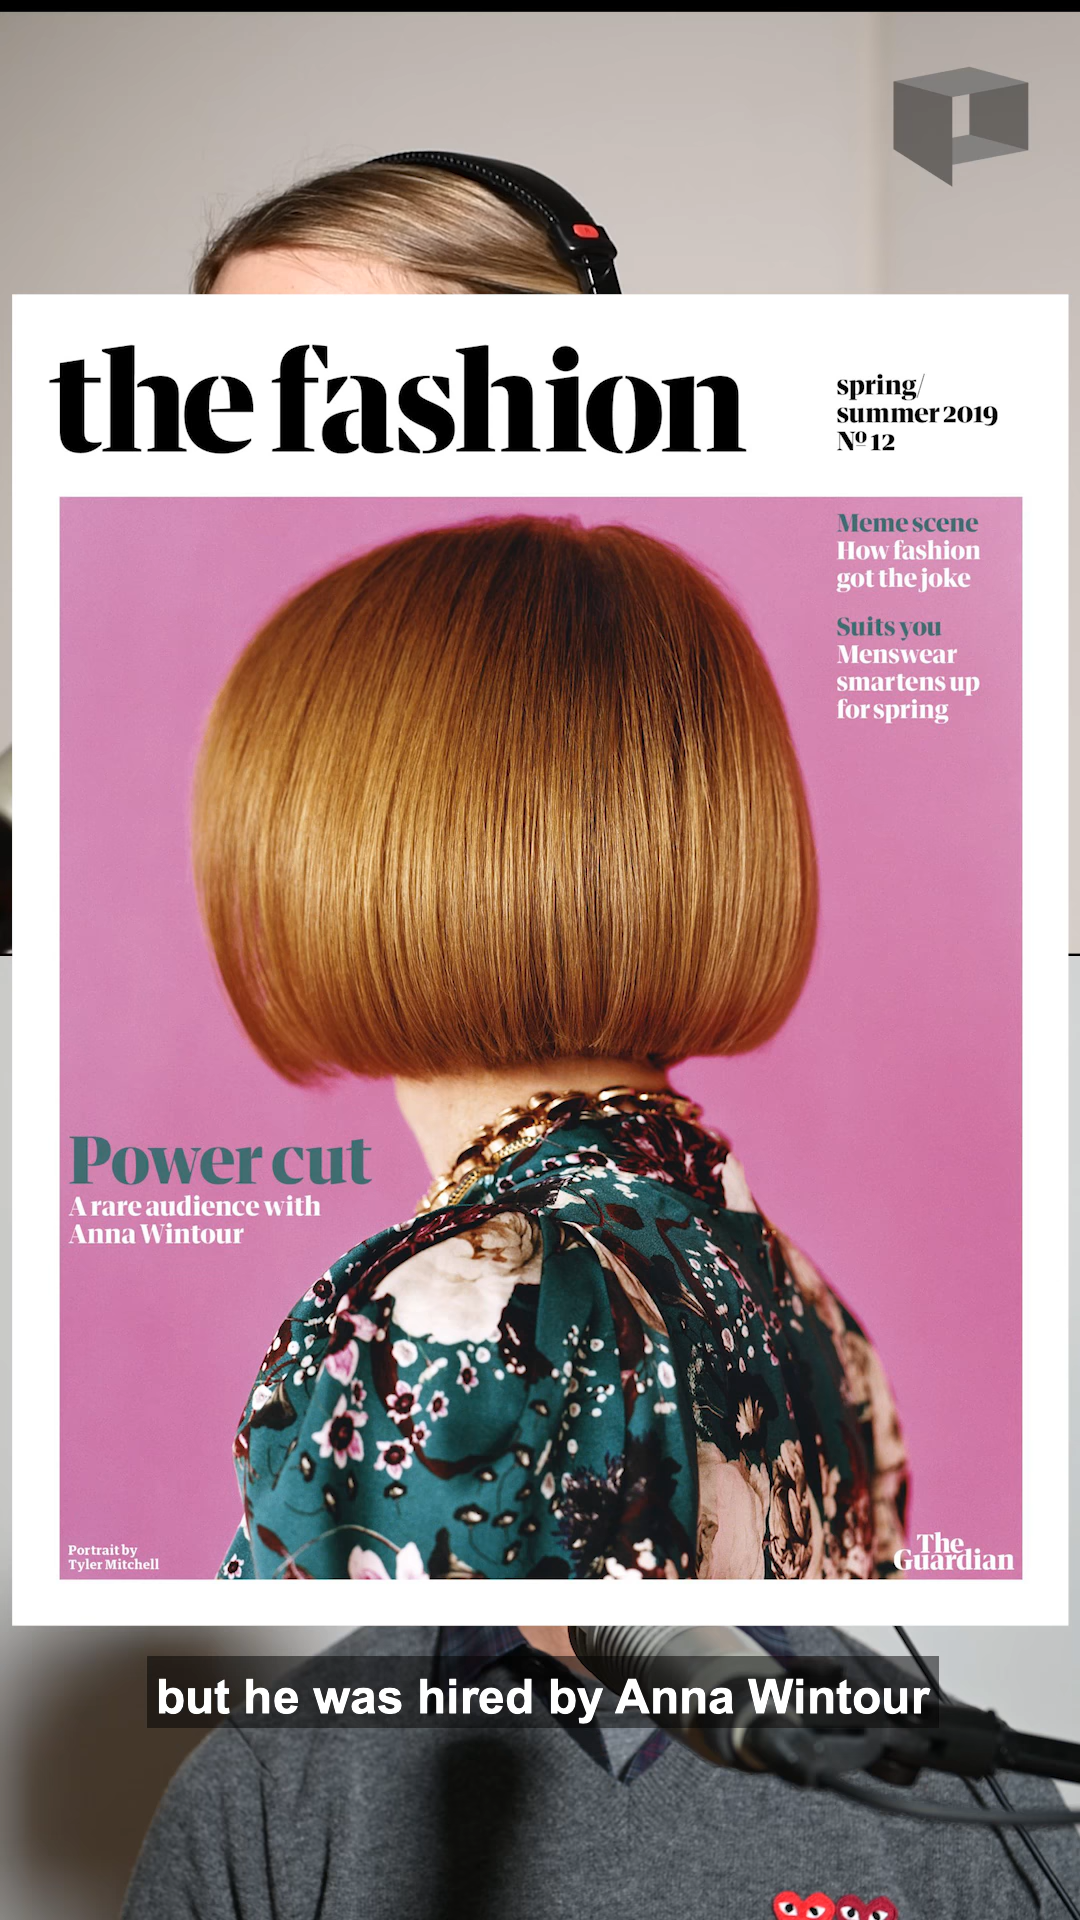 the fashion
spring/
summer 2019
Nº 12
Meme scene
How fashion
got the joke
Suits you
Menswear
smartens up
for spring
Power cut
A rare audience with
Anna Wintour
Portrait by
Tyler Mitchell
The
Guardian
but he was hired by Anna Wintour